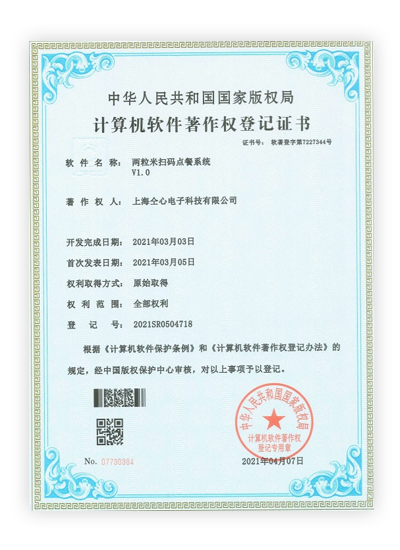 中华人民共和国国家版权局
计算机软件著作权登记证书
证书号： 软著登字第7227344号
软件名称： 两粒米扫码点餐系统
V1.0
著作权人： 上海仝心电子科技有限公司
开发完成日期： 2021年03月03日
首次发表日期： 2021年03月05日
权利取得方式： 原始取得
权利范围： 全部权利
登记号： 2021SR0504718
根据《计算机软件保护条例》和《计算机软件著作权登记办法》的
规定，经中国版权保护中心审核，对以上事项予以登记。
中华人民共和国国家版权局
计算机软件著作权
登记专用章
No. 07730984
2021年04月07日